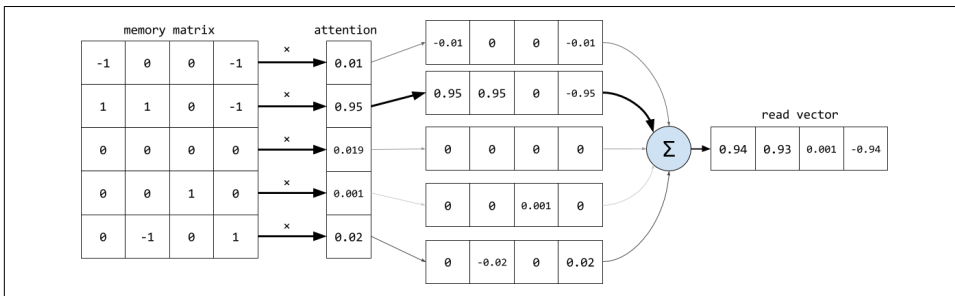 memory matrix
attention
× × × × ×
-1 0 0 -1
1 1 0 -1
0 0 0 0
0 0 1 0
0 -1 0 1
0.01
0.95
0.019
0.001
0.02
-0.01 0 0 -0.01
0.95 0.95 0 -0.95
0 0 0 0
0 0 0.001 0
0 -0.02 0 0.02
Σ
read vector
0.94 0.93 0.001 -0.94